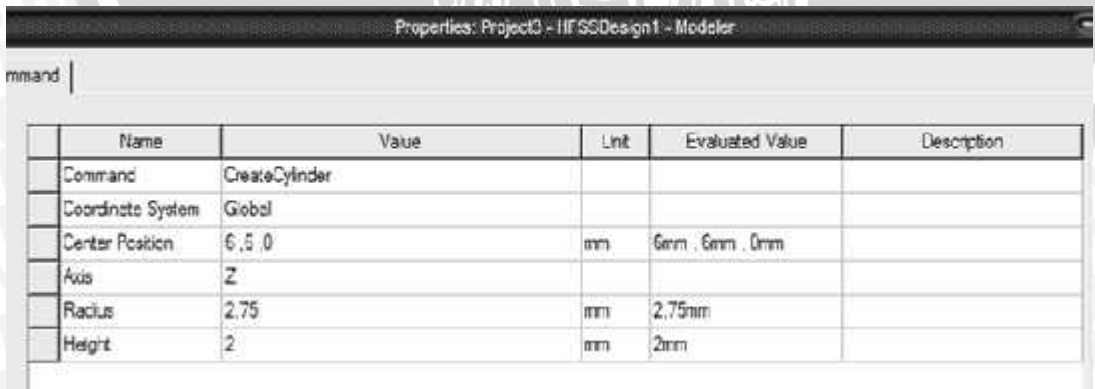 Properties: Project3 - HFSSDesign1 - Modeler
mmand
Name Value Unit Evaluated Value Description
Command CreateCylinder
Coordinate System Global
Center Position 6 ,6 ,0 mm 6mm , 6mm , 0mm
Axis Z
Radius 2.75 mm 2.75mm
Height 2 mm 2mm